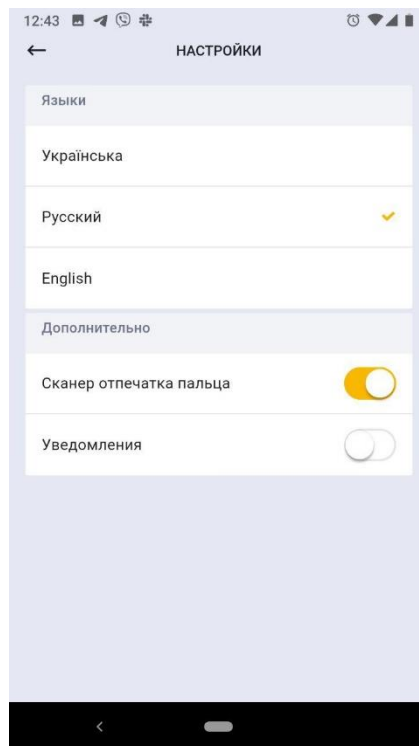 12:43
НАСТРОЙКИ
Языки
Українська
Русский
English
Дополнительно
Сканер отпечатка пальца
Уведомления